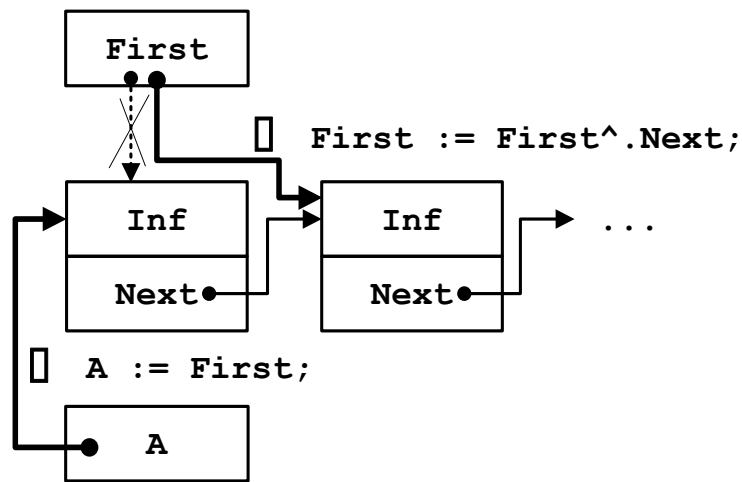 First
▯ First := First^.Next;
Inf
Inf
...
Next
Next
▯ A := First;
A